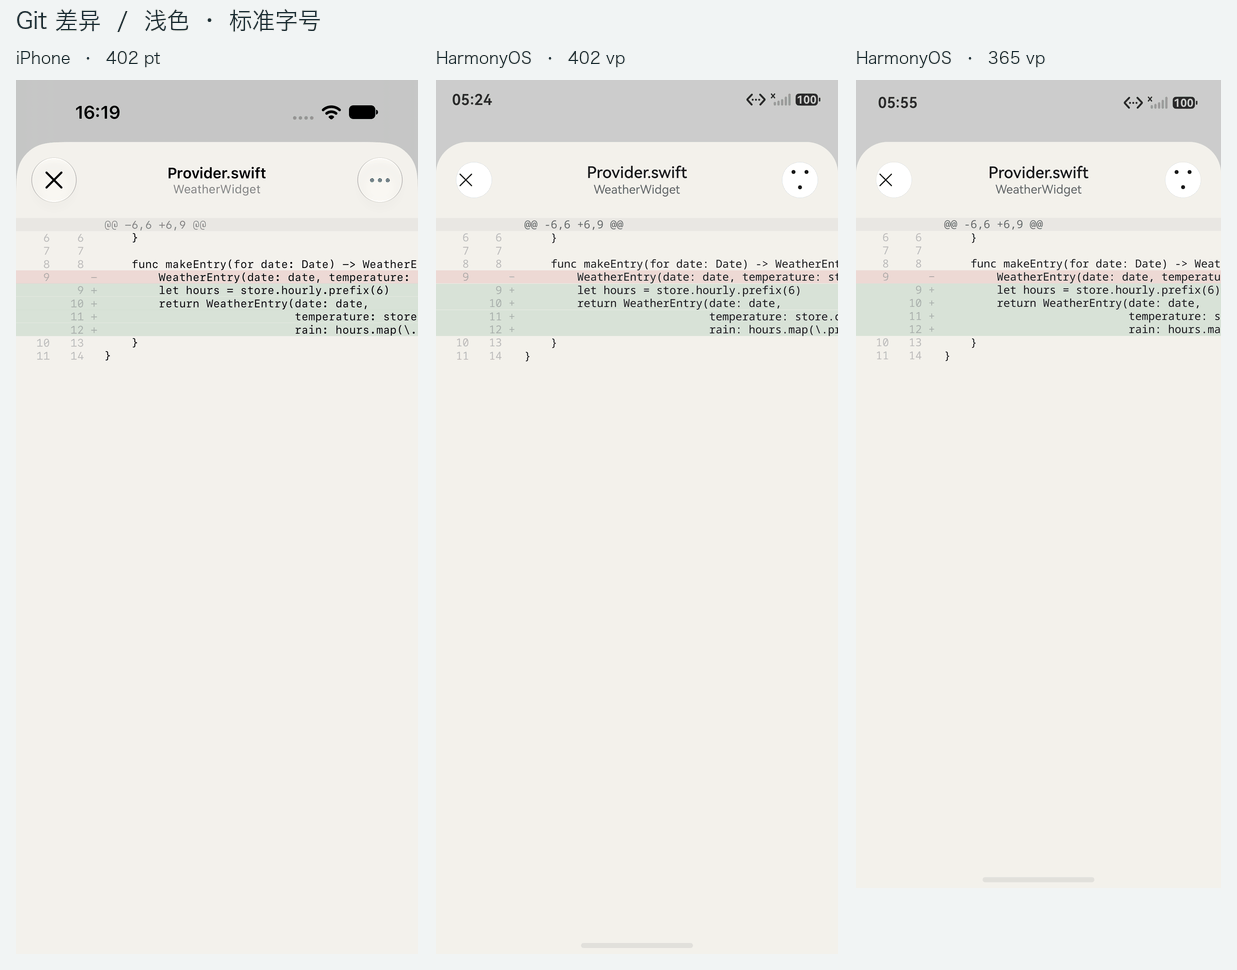 Git 差异 / 浅色 · 标准字号
iPhone · 402 pt
16:19
Provider.swift
WeatherWidget
@@ -6,6 +6,9 @@
6 6 }
7 7
8 8 func makeEntry(for date: Date) -> WeatherE
9 - WeatherEntry(date: date, temperature:
9 + let hours = store.hourly.prefix(6)
10 + return WeatherEntry(date: date,
11 + temperature: store
12 + rain: hours.map(\.
10 13 }
11 14 }
HarmonyOS · 402 vp
05:24
100
Provider.swift
WeatherWidget
@@ -6,6 +6,9 @@
6 6 }
7 7
8 8 func makeEntry(for date: Date) -> WeatherEnt
9 - WeatherEntry(date: date, temperature: st
9 + let hours = store.hourly.prefix(6)
10 + return WeatherEntry(date: date,
11 + temperature: store.c
12 + rain: hours.map(\.pr
10 13 }
11 14 }
HarmonyOS · 365 vp
05:55
100
Provider.swift
WeatherWidget
@@ -6,6 +6,9 @@
6 6 }
7 7
8 8 func makeEntry(for date: Date) -> Weat
9 - WeatherEntry(date: date, temperatu
9 + let hours = store.hourly.prefix(6)
10 + return WeatherEntry(date: date,
11 + temperature: s
12 + rain: hours.ma
10 13 }
11 14 }